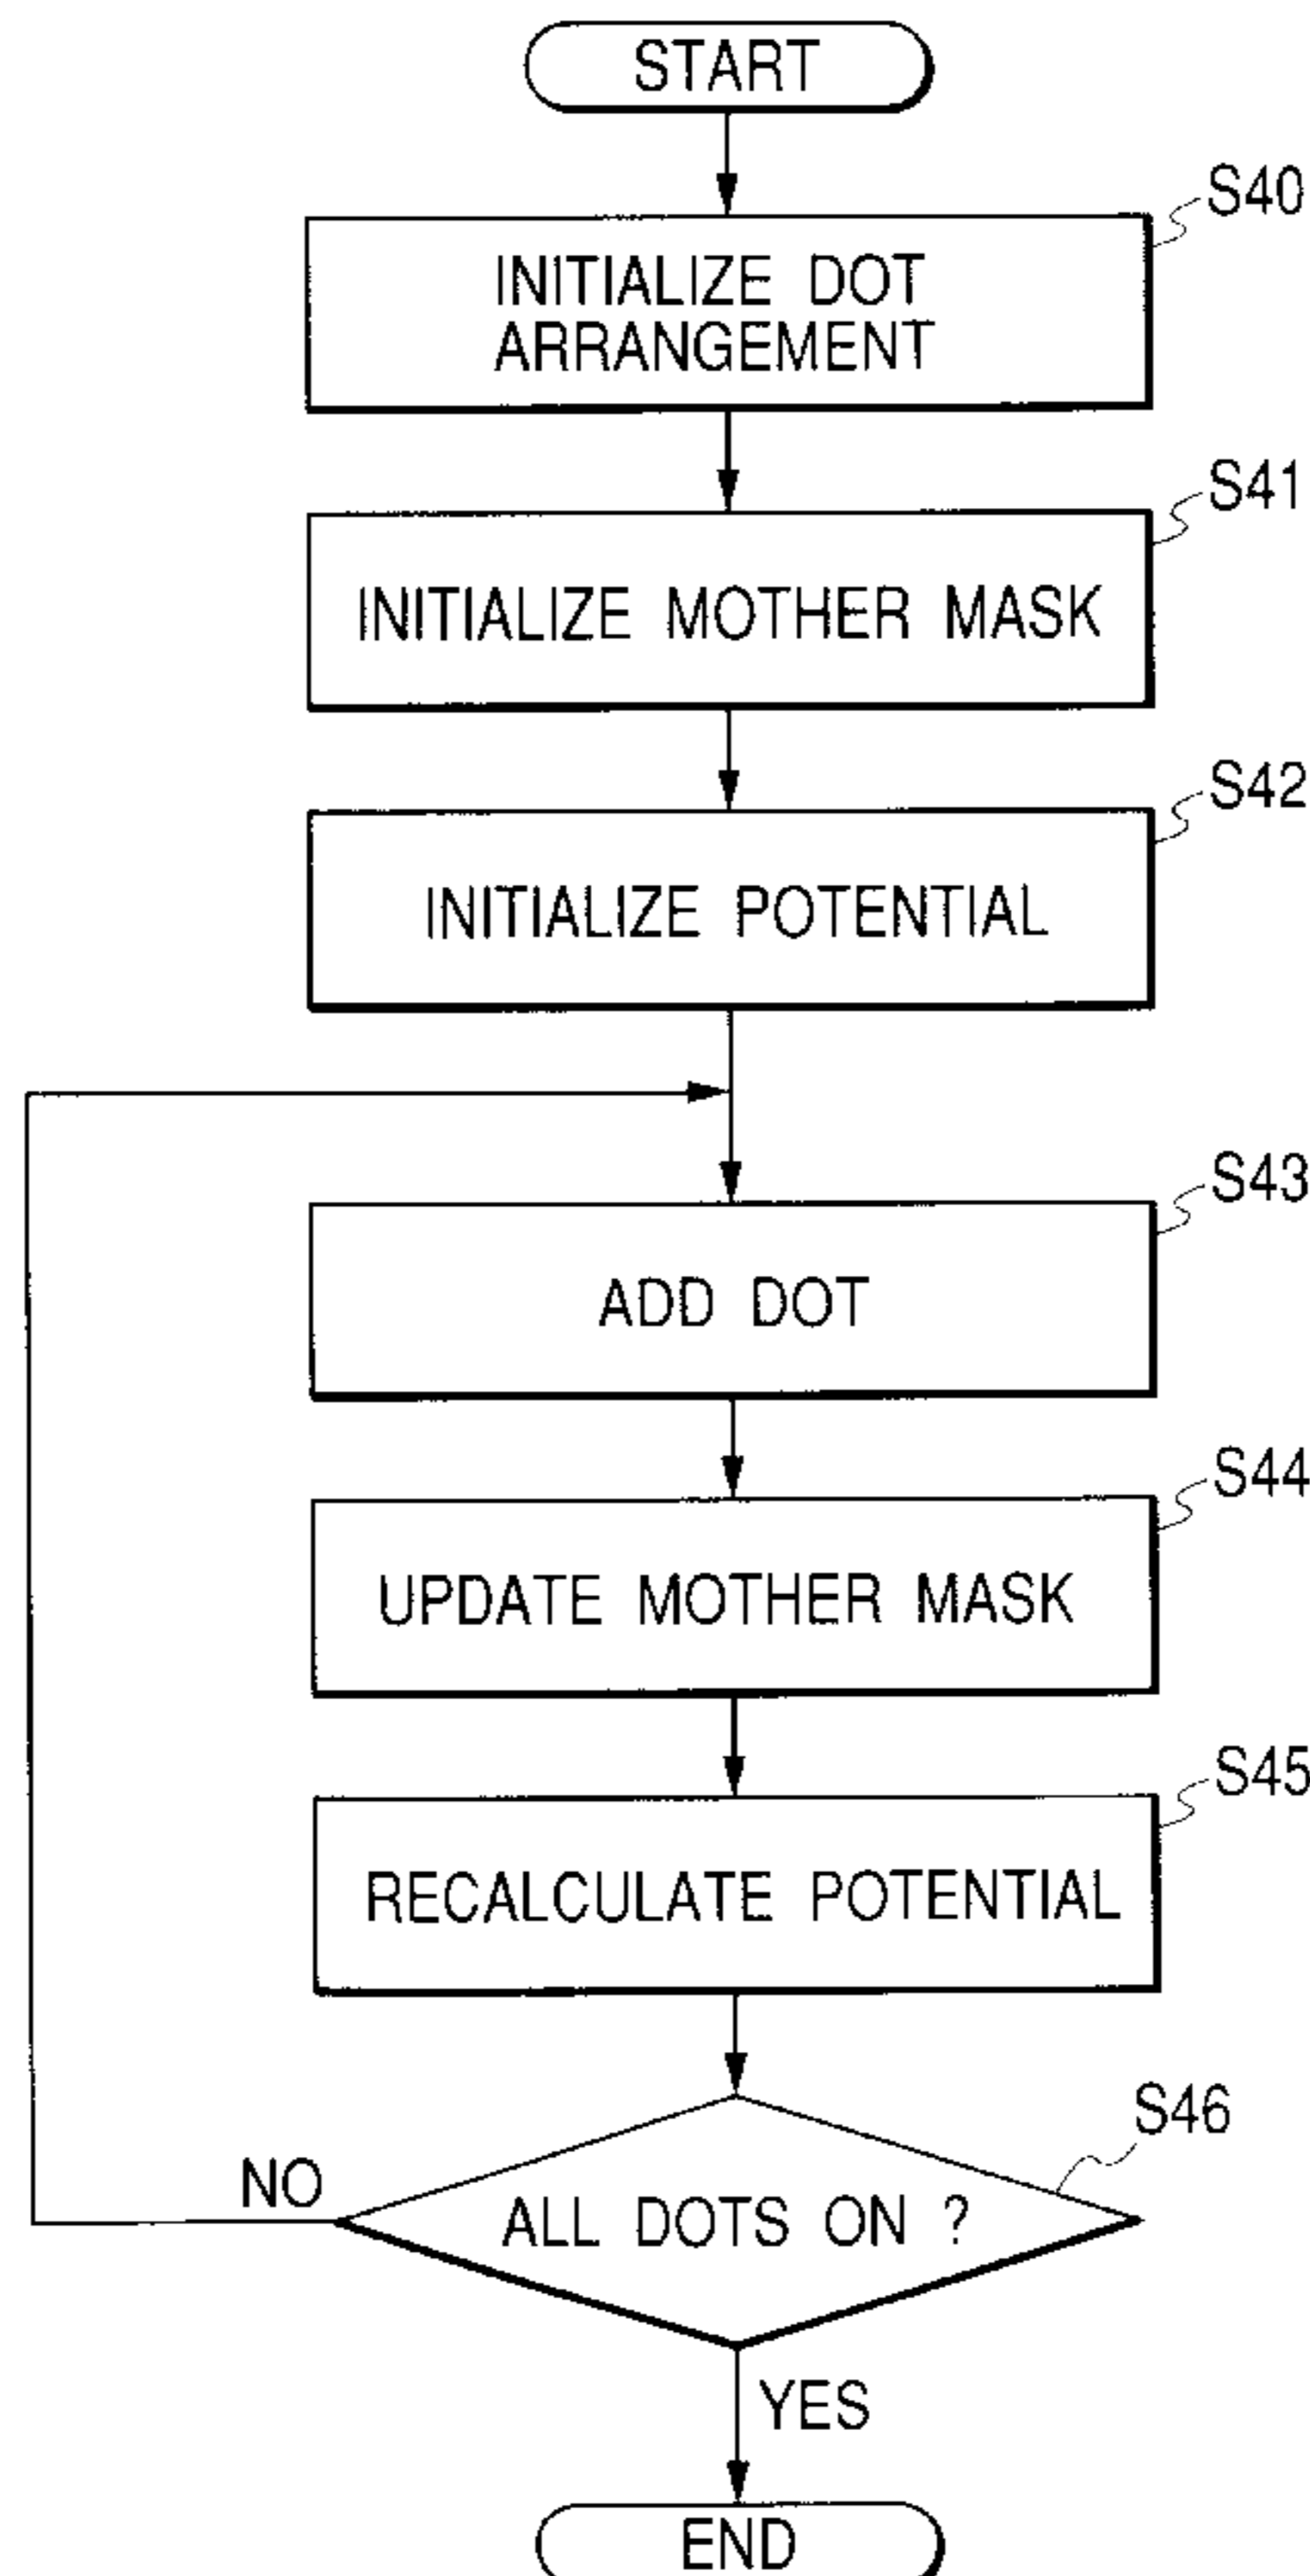 START
S40
INITIALIZE DOT
ARRANGEMENT
S41
INITIALIZE MOTHER MASK
S42
INITIALIZE POTENTIAL
S43
ADD DOT
S44
UPDATE MOTHER MASK
S45
RECALCULATE POTENTIAL
S46
NO
ALL DOTS ON ?
YES
END